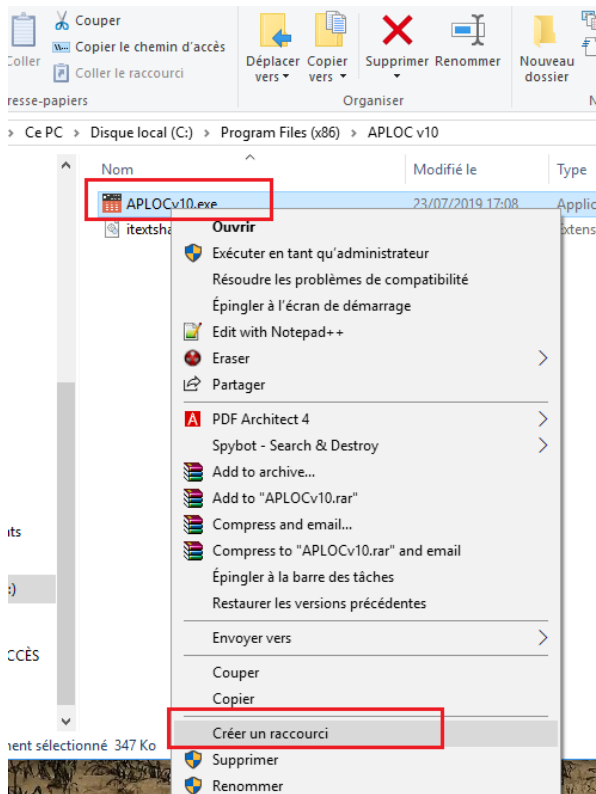 Couper
Copier le chemin d'accès
Coller
Coller le raccourci
Déplacer vers
Copier vers
Supprimer
Renommer
Nouveau dossier
resse-papiers
Organiser
N
> Ce PC > Disque local (C:) > Program Files (x86) > APLOC v10
Nom
Modifié le
Type
APLOCv10.exe
23/07/2019 17:08
Applic
itextsha
xtens
Ouvrir
Exécuter en tant qu'administrateur
Résoudre les problèmes de compatibilité
Épingler à l'écran de démarrage
Edit with Notepad++
Eraser
Partager
PDF Architect 4
Spybot - Search & Destroy
Add to archive...
Add to "APLOCv10.rar"
Compress and email...
Compress to "APLOCv10.rar" and email
nts
Épingler à la barre des tâches
:)
Restaurer les versions précédentes
Envoyer vers
CCÈS
Couper
Copier
Créer un raccourci
nent sélectionné 347 Ko
Supprimer
Renommer